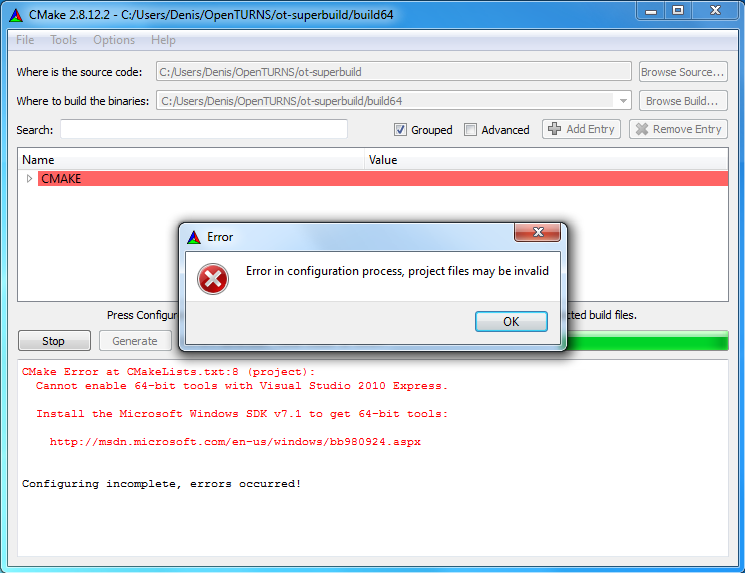 CMake 2.8.12.2 - C:/Users/Denis/OpenTURNS/ot-superbuild/build64
File Tools Options Help
Where is the source code: C:/Users/Denis/OpenTURNS/ot-superbuild Browse Source...
Where to build the binaries: C:/Users/Denis/OpenTURNS/ot-superbuild/build64 Browse Build...
Search: Grouped Advanced Add Entry Remove Entry
Name Value
CMAKE
Error
Error in configuration process, project files may be invalid
OK
Press Configur cted build files.
Stop Generate
CMake Error at CMakeLists.txt:8 (project):
Cannot enable 64-bit tools with Visual Studio 2010 Express.
Install the Microsoft Windows SDK v7.1 to get 64-bit tools:
http://msdn.microsoft.com/en-us/windows/bb980924.aspx
Configuring incomplete, errors occurred!